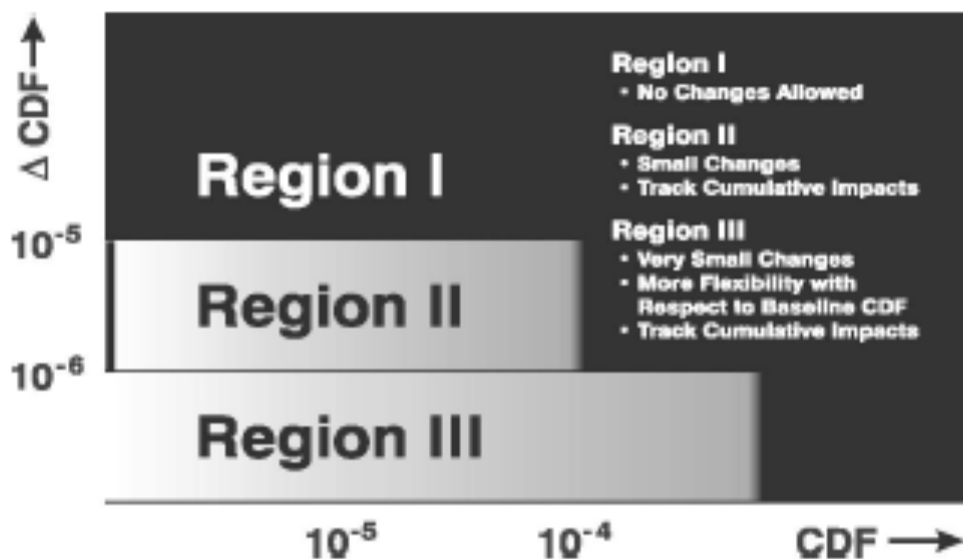 Δ CDF→
Region I
• No Changes Allowed
Region II
• Small Changes
• Track Cumulative Impacts
Region III
• Very Small Changes
• More Flexibility with
Respect to Baseline CDF
• Track Cumulative Impacts
Region I
10⁻⁵
Region II
10⁻⁶
Region III
10⁻⁵
10⁻⁴
CDF→